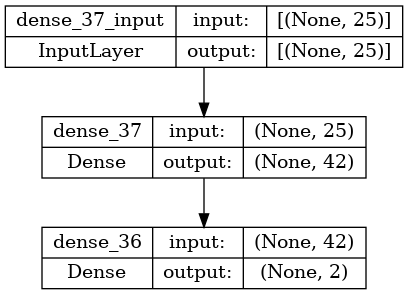 dense_37_input input: [(None, 25)]
InputLayer output: [(None, 25)]
dense_37 input: (None, 25)
Dense output: (None, 42)
dense_36 input: (None, 42)
Dense output: (None, 2)